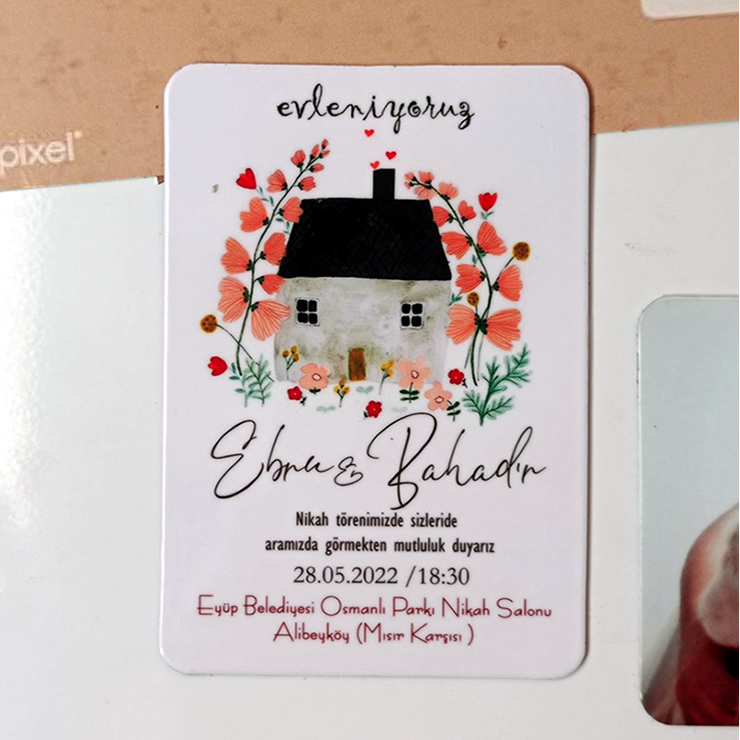 evleniyoruz
pixel
Ebru & Bahadır
Nikah törenimizde sizleride
aramızda görmekten mutluluk duyarız
28.05.2022 /18:30
Eyüp Belediyesi Osmanlı Parkı Nikah Salonu
Alibeyköy (Mısır Karşısı )